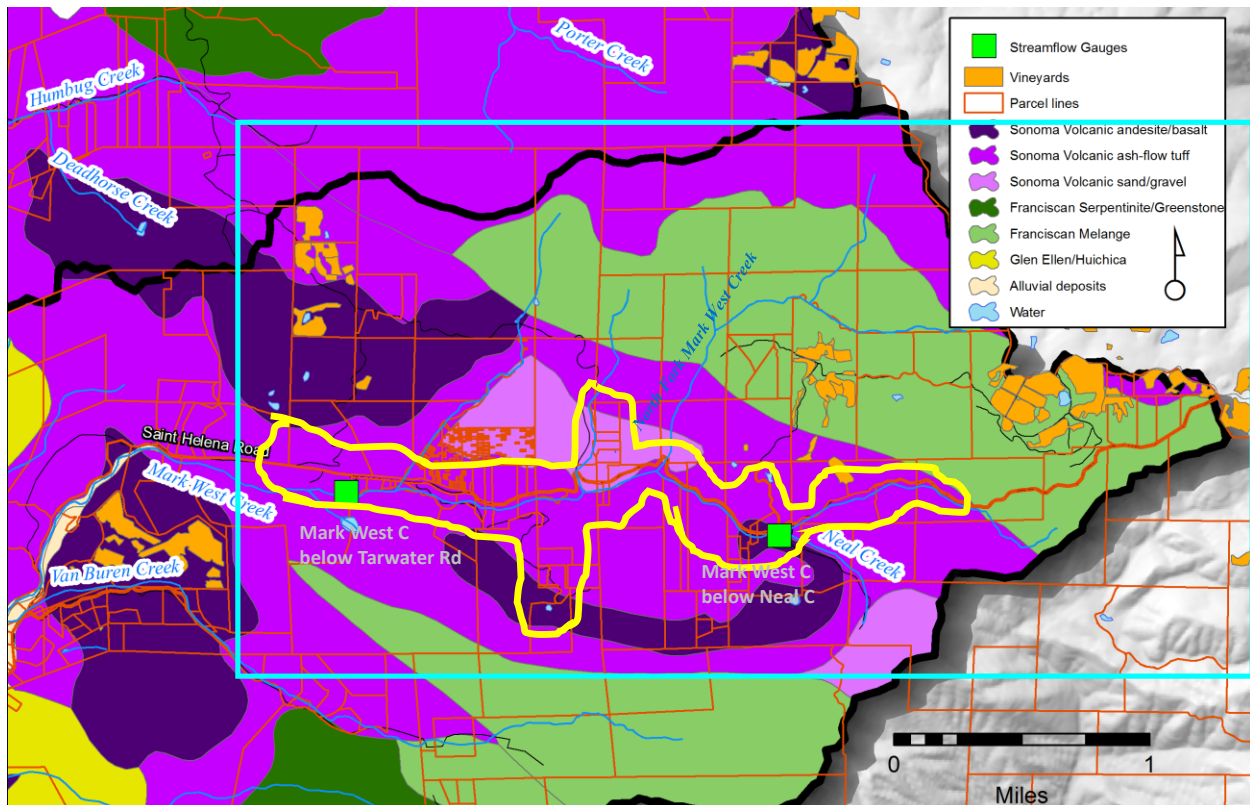 Porter Creek
Humbug Creek
Deadhorse Creek
Streamflow Gauges
Vineyards
Parcel lines
Sonoma Volcanic andesite/basalt
Sonoma Volcanic ash-flow tuff
Sonoma Volcanic sand/gravel
Franciscan Serpentinite/Greenstone
Franciscan Melange
Glen Ellen/Huichica
Alluvial deposits
Water
North Fork Mark West Creek
Saint Helena Road
Mark West Creek
Mark West C
below Tarwater Rd
Van Buren Creek
Neal Creek
Mark West C
below Neal C
0 1
Miles